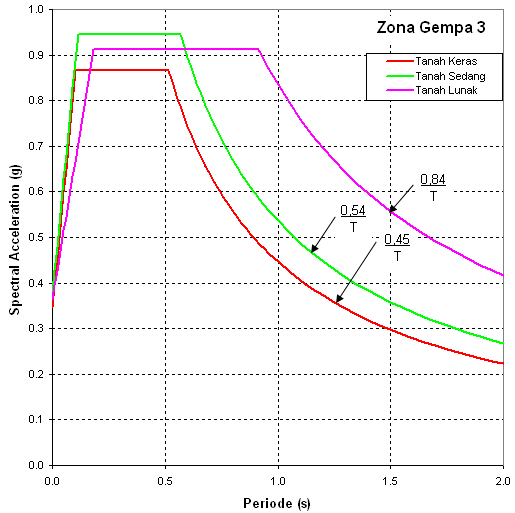 Zona Gempa 3
Tanah Keras
Tanah Sedang
Tanah Lunak
1.0
0.9
0.8
0.7
0.6
0.5
0.4
0.3
0.2
0.1
0.0
Spectral Acceleration (g)
0,84
T
0,54
T
0,45
T
0.0 0.5 1.0 1.5 2.0
Periode (s)